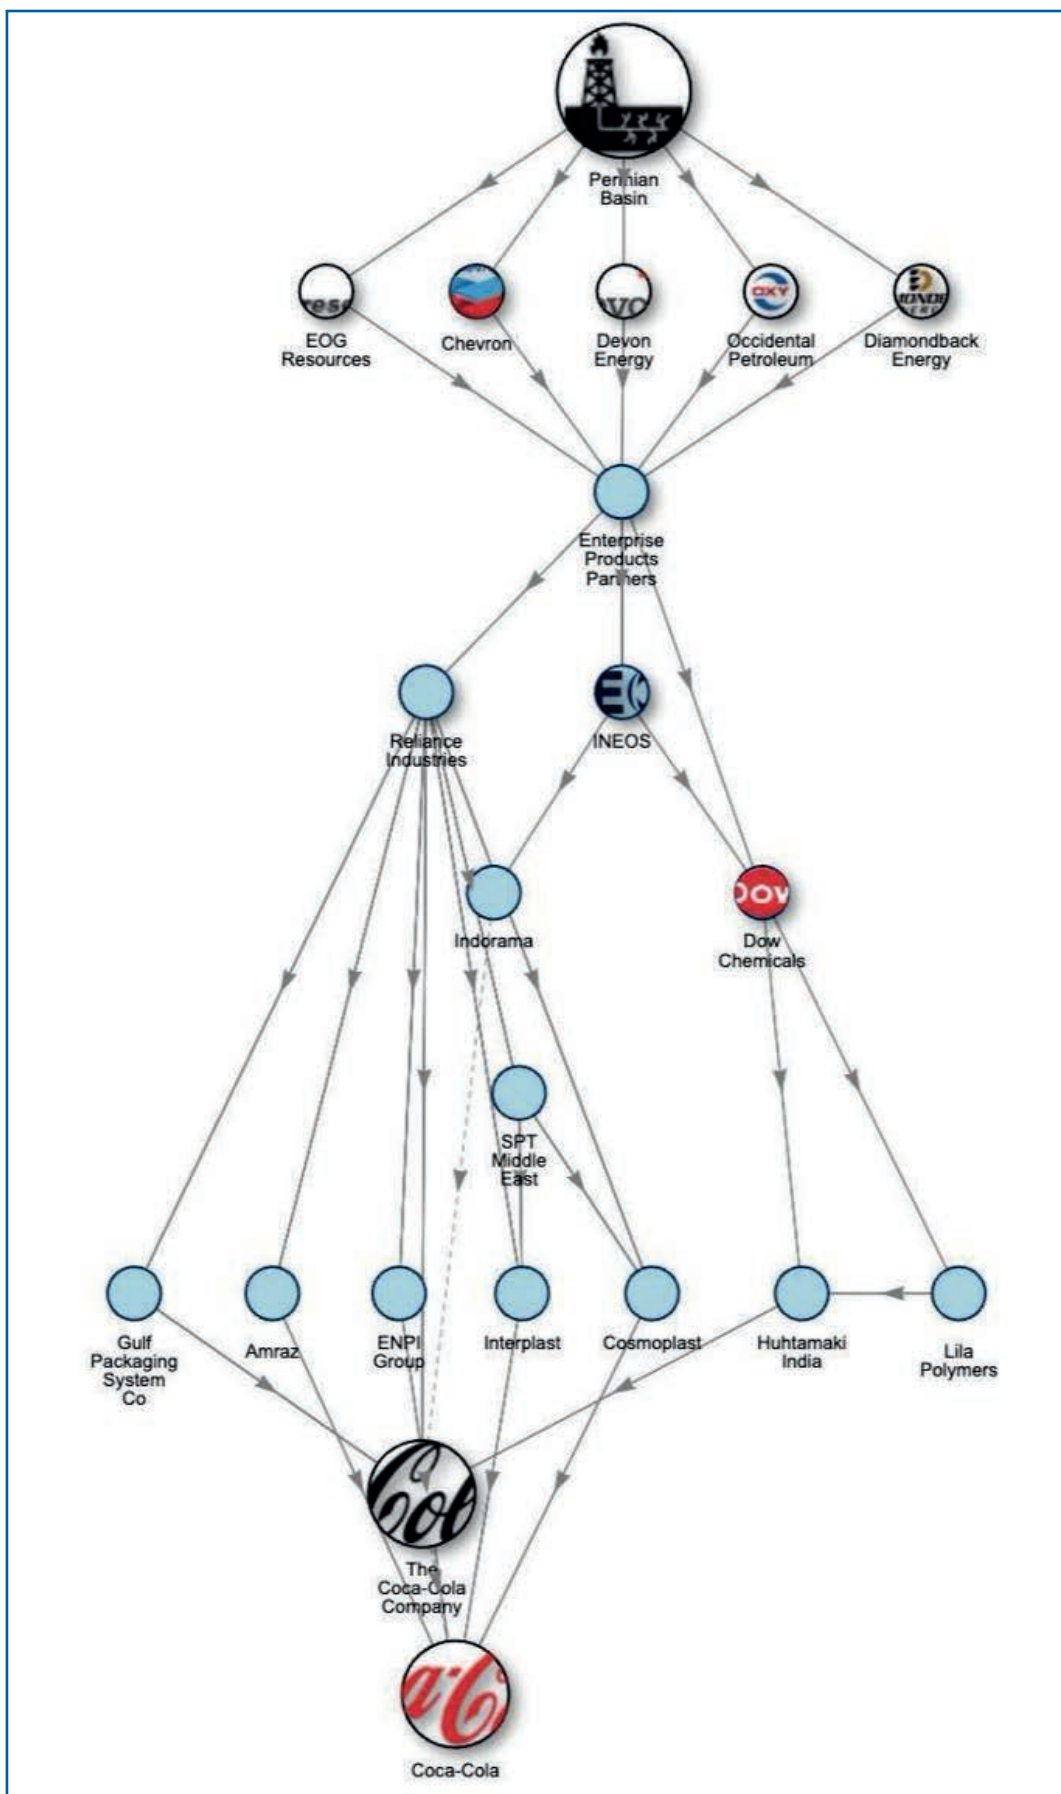 Permian
Basin
EOG
Resources
Chevron
Devon
Energy
OXY
Occidental
Petroleum
Diamondback
Energy
Enterprise
Products
Partners
Reliance
Industries
INEOS
Indorama
Dow
Chemicals
SPT
Middle
East
Gulf
Packaging
System
Co
Amraz
ENPI
Group
Interplast
Cosmoplast
Huhtamaki
India
Lila
Polymers
The
Coca-Cola
Company
Coca-Cola